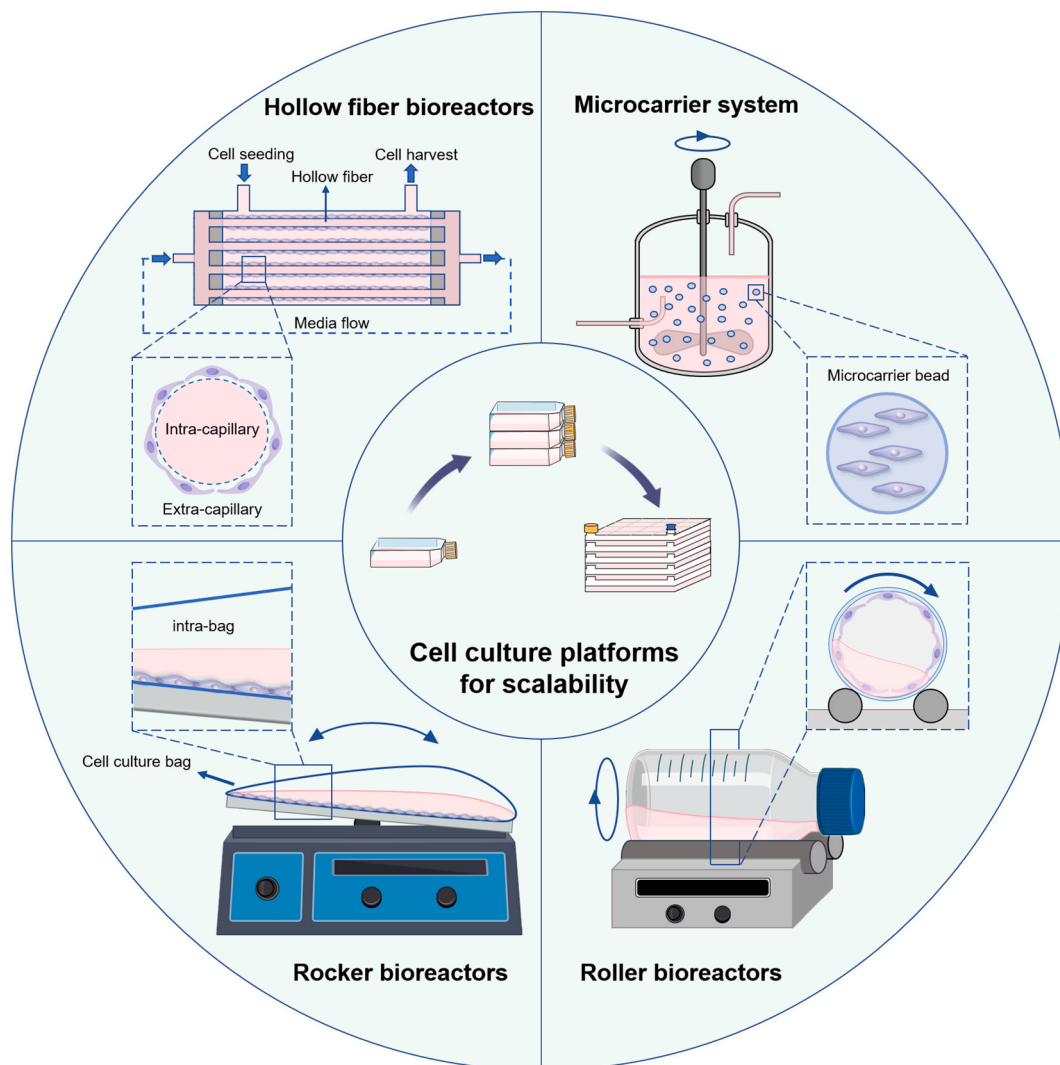 Hollow fiber bioreactors
Cell seeding
Cell harvest
Hollow fiber
Media flow
Intra-capillary
Extra-capillary
Microcarrier system
Microcarrier bead
Cell culture platforms
for scalability
intra-bag
Cell culture bag
Rocker bioreactors
Roller bioreactors